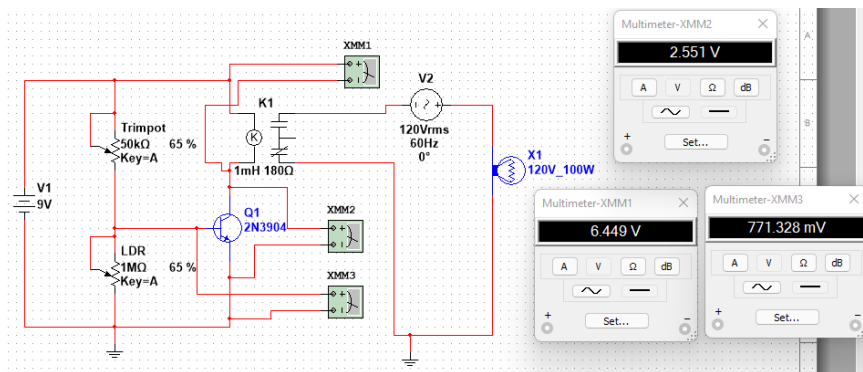 XMM1
V2
120Vrms
60Hz
0°
K1
K
1mH 180Ω
Trimpot
50kΩ
Key=A
65 %
V1
9V
Q1
2N3904
LDR
1MΩ
Key=A
65 %
XMM2
XMM3
X1
120V_100W
Multimeter-XMM2
2.551 V
A V Ω dB
Set...
+ −
Multimeter-XMM1
6.449 V
A V Ω dB
Set...
+ −
Multimeter-XMM3
771.328 mV
A V Ω dB
Set...
+ −
A
B